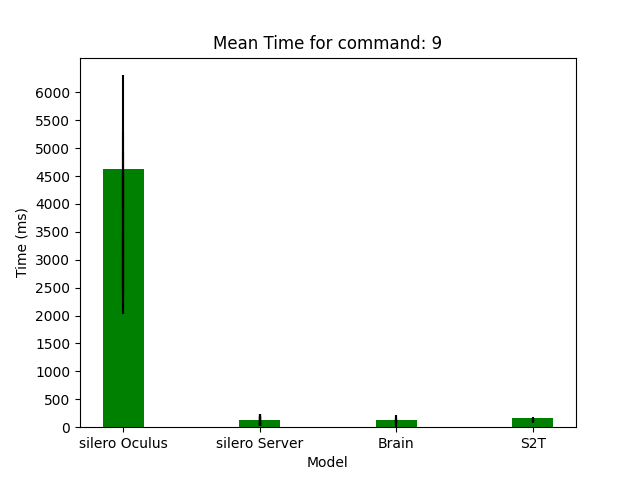 Mean Time for command: 9
Time (ms)
6000
5500
5000
4500
4000
3500
3000
2500
2000
1500
1000
500
0
silero Oculus
silero Server
Brain
S2T
Model